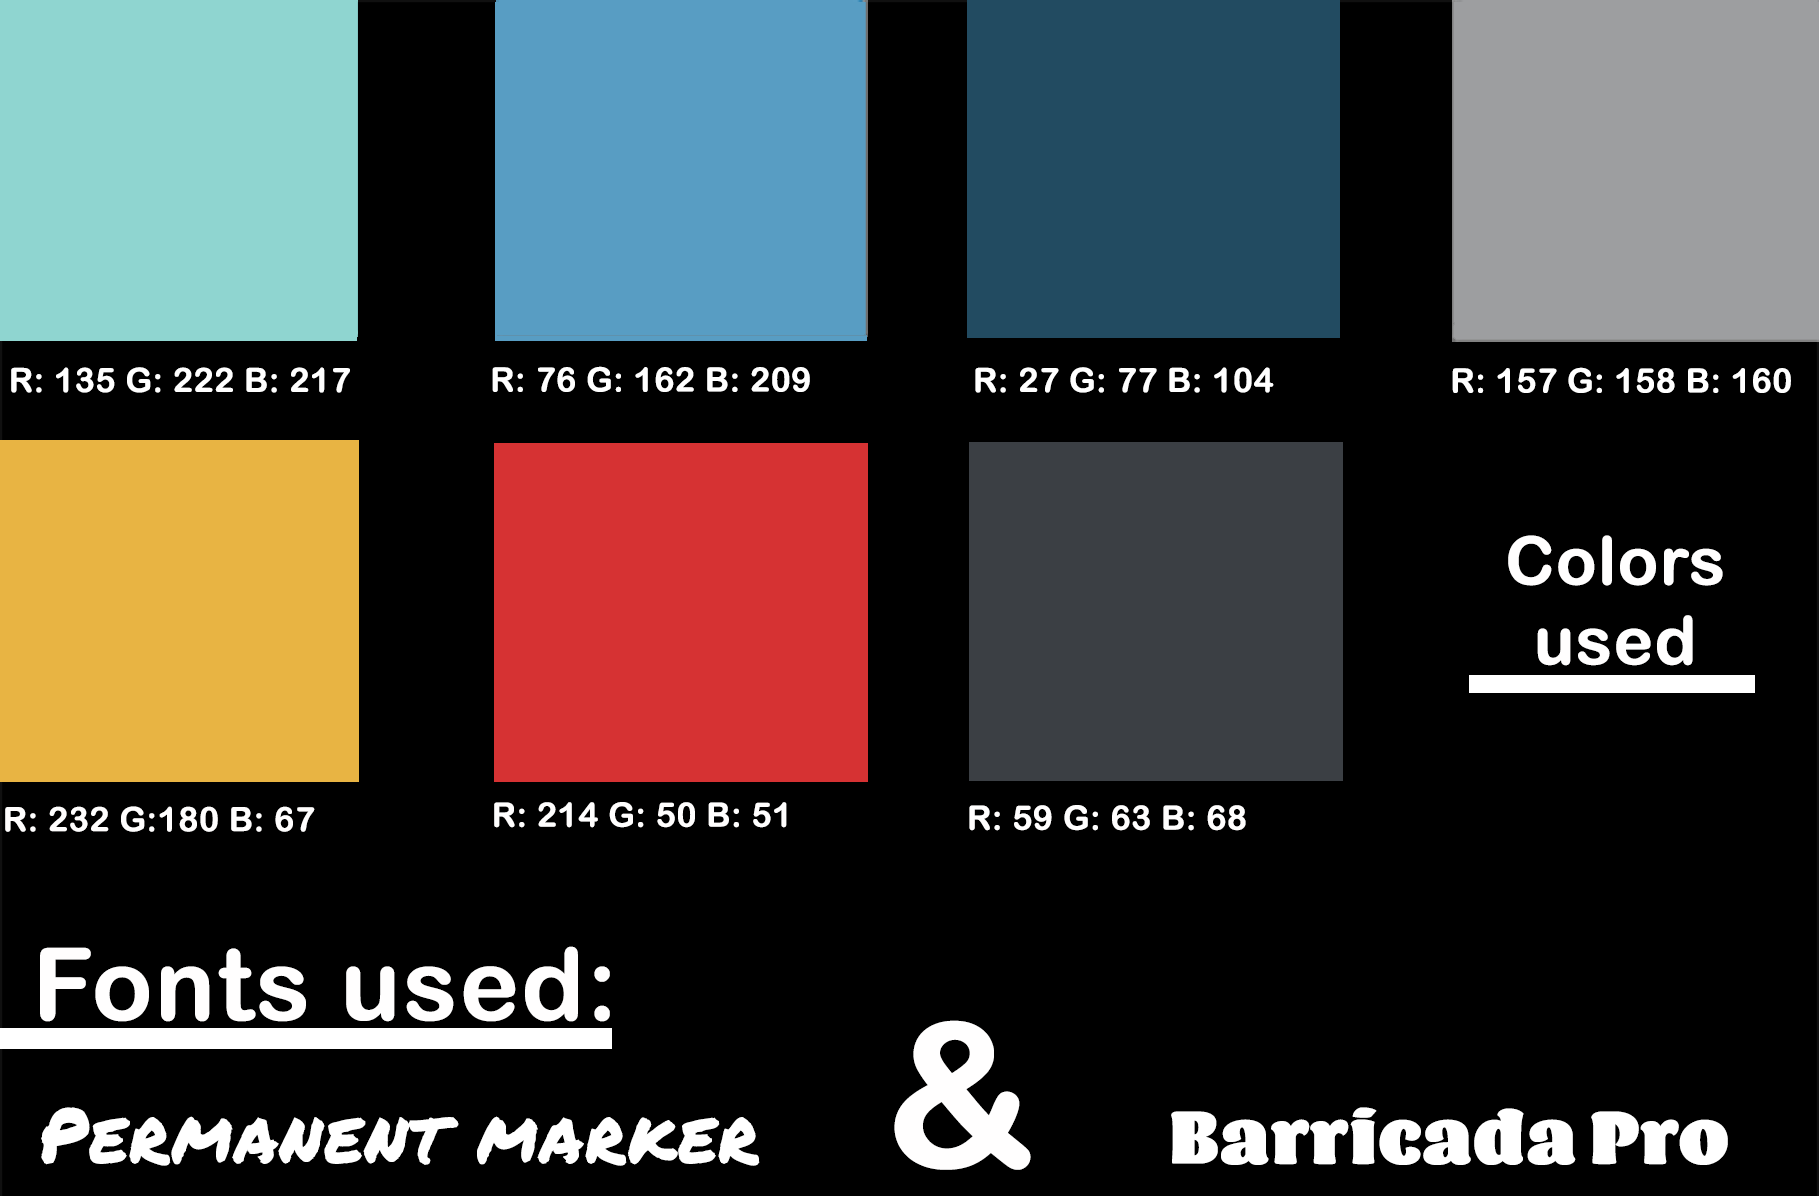 R: 135 G: 222 B: 217
R: 76 G: 162 B: 209
R: 27 G: 77 B: 104
R: 157 G: 158 B: 160
Colors
used
R: 232 G:180 B: 67
R: 214 G: 50 B: 51
R: 59 G: 63 B: 68
Fonts used:
PERMANENT MARKER
&
Barricada Pro